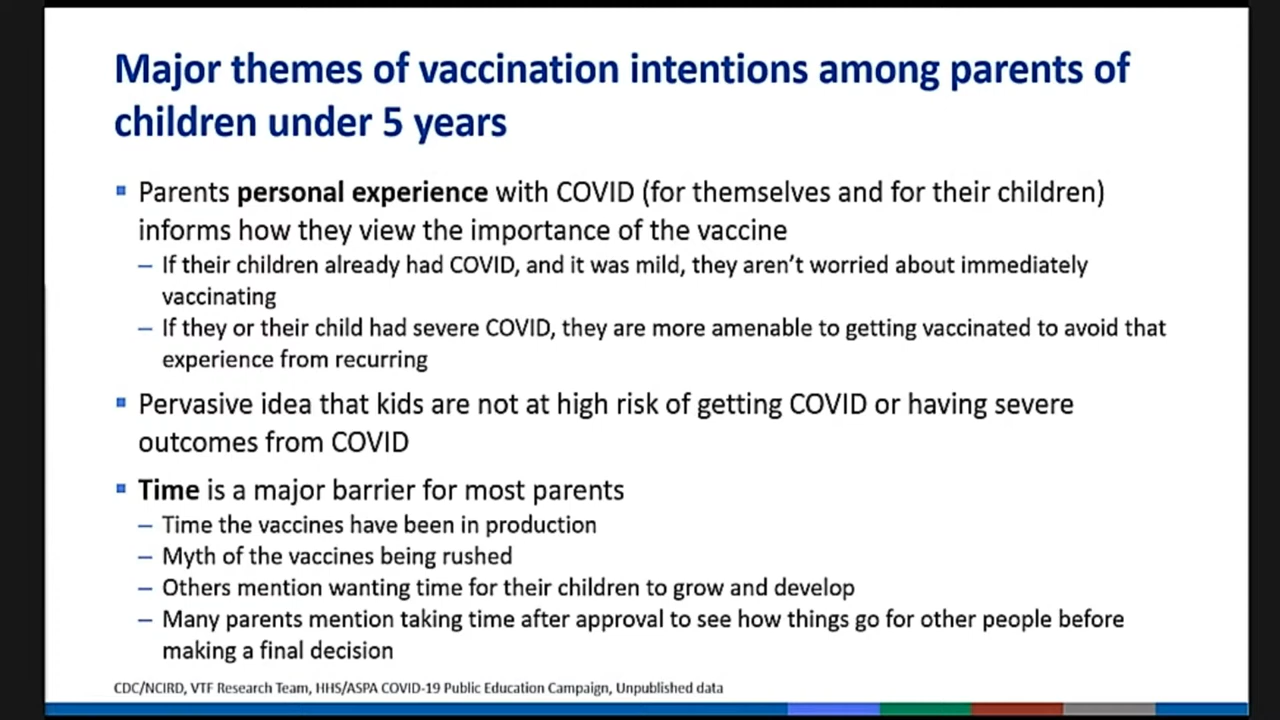 Major themes of vaccination intentions among parents of
children under 5 years
Parents personal experience with COVID (for themselves and for their children)
informs how they view the importance of the vaccine
– If their children already had COVID, and it was mild, they aren't worried about immediately
vaccinating
– If they or their child had severe COVID, they are more amenable to getting vaccinated to avoid that
experience from recurring
Pervasive idea that kids are not at high risk of getting COVID or having severe
outcomes from COVID
Time is a major barrier for most parents
– Time the vaccines have been in production
– Myth of the vaccines being rushed
– Others mention wanting time for their children to grow and develop
– Many parents mention taking time after approval to see how things go for other people before
making a final decision
CDC/NCIRD, VTF Research Team, HHS/ASPA COVID-19 Public Education Campaign, Unpublished data